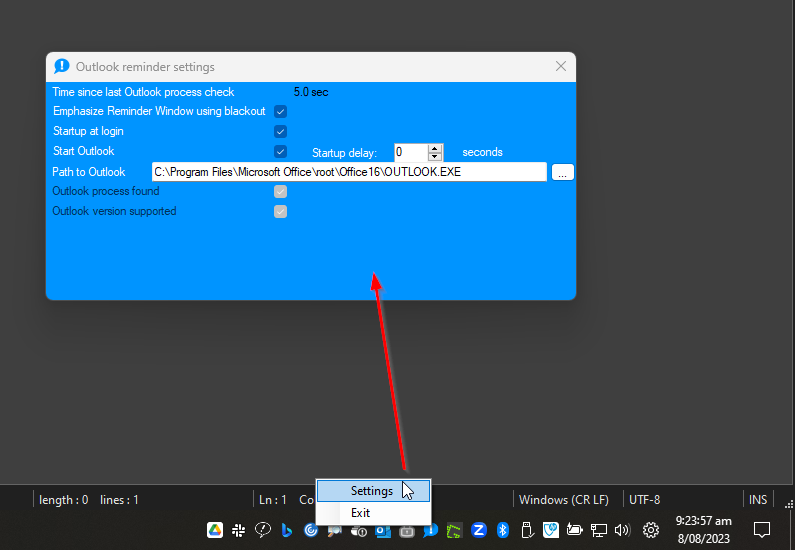 Outlook reminder settings
Time since last Outlook process check 5.0 sec
Emphasize Reminder Window using blackout
Startup at login
Start Outlook Startup delay: 0 seconds
Path to Outlook C:\Program Files\Microsoft Office\root\Office16\OUTLOOK.EXE ...
Outlook process found
Outlook version supported
Settings
Exit
length : 0 lines : 1 Ln : 1 Co Windows (CR LF) UTF-8 INS
9:23:57 am
8/08/2023